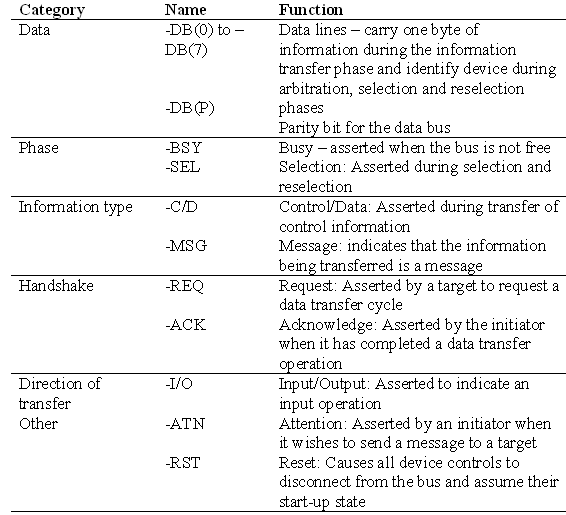 Category Name Function
Data -DB(0) to – Data lines – carry one byte of
DB(7) information during the information
transfer phase and identify device during
arbitration, selection and reselection
-DB(P) phases
Parity bit for the data bus
Phase -BSY Busy – asserted when the bus is not free
-SEL Selection: Asserted during selection and
reselection
Information type -C/D Control/Data: Asserted during transfer of
control information
-MSG Message: indicates that the information
being transferred is a message
Handshake -REQ Request: Asserted by a target to request a
data transfer cycle
-ACK Acknowledge: Asserted by the initiator
when it has completed a data transfer
operation
Direction of -I/O Input/Output: Asserted to indicate an
transfer input operation
Other -ATN Attention: Asserted by an initiator when
it wishes to send a message to a target
-RST Reset: Causes all device controls to
disconnect from the bus and assume their
start-up state